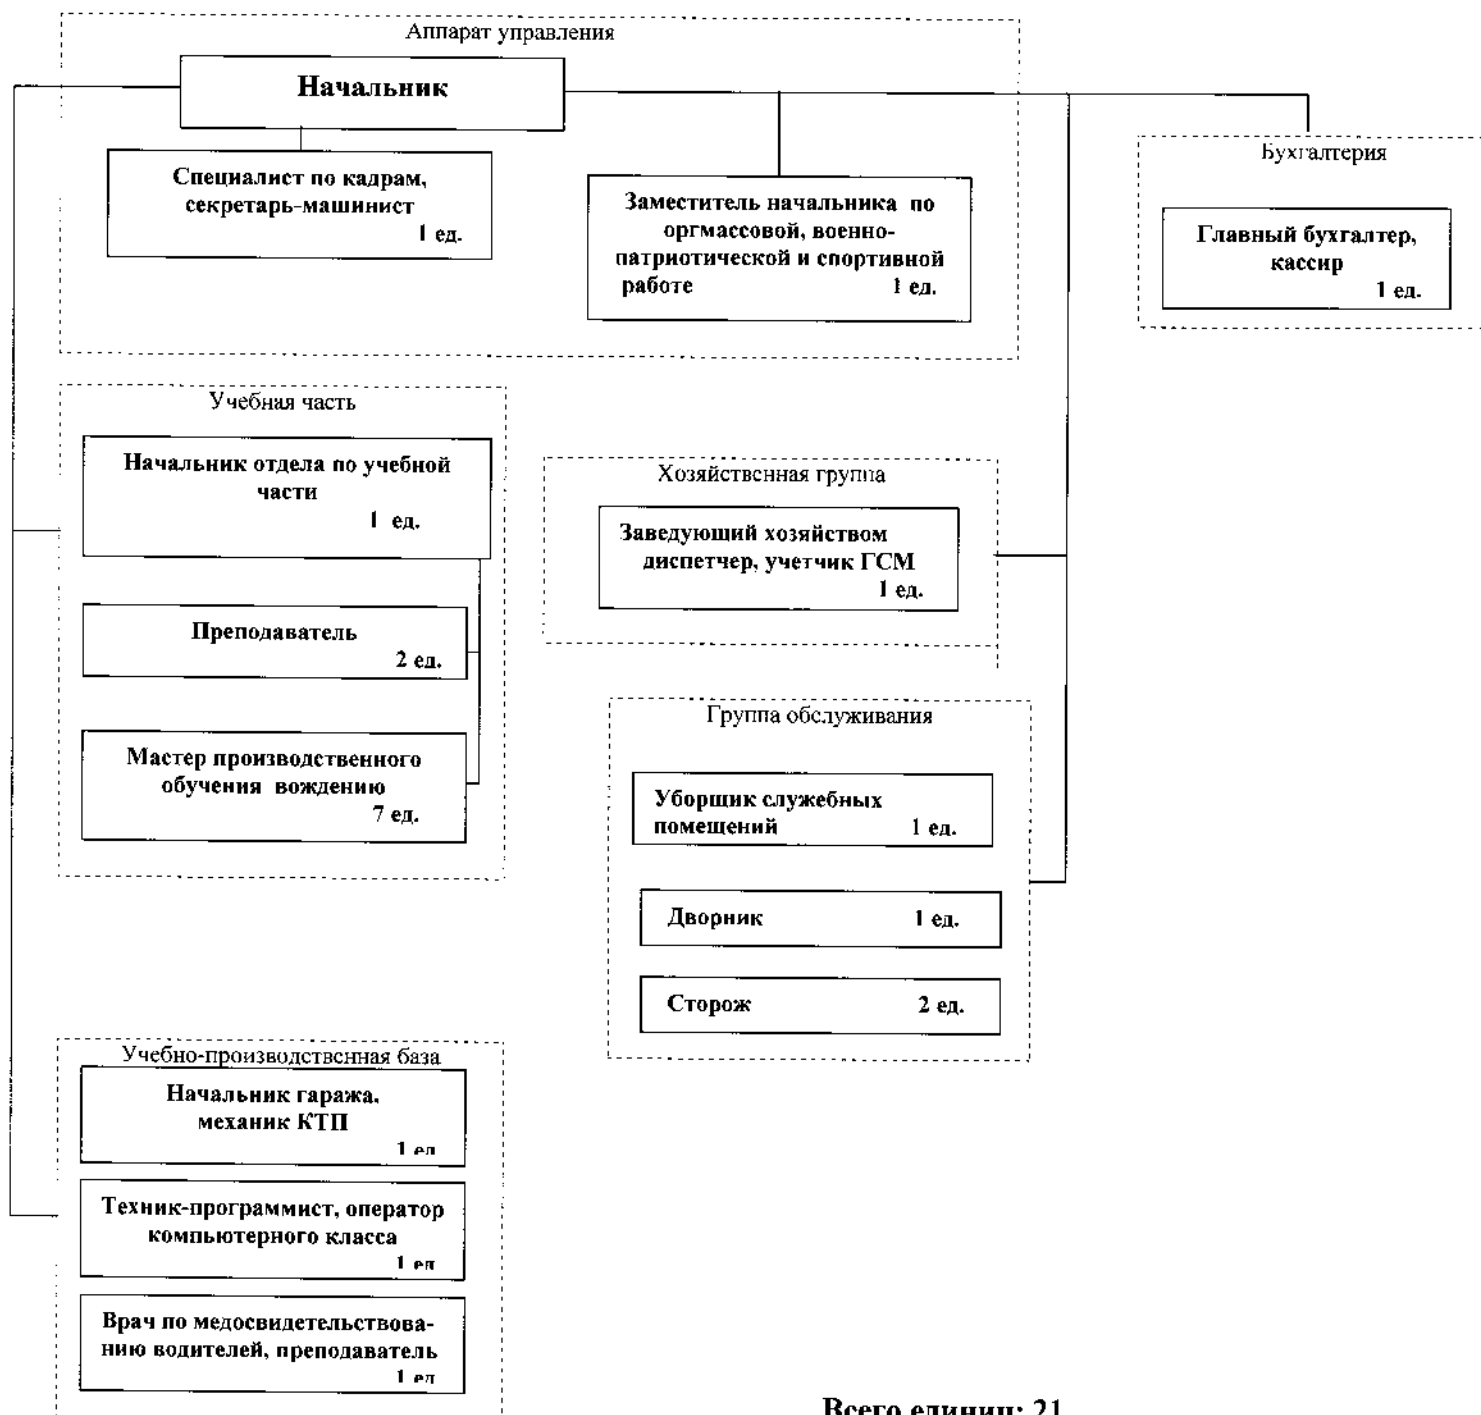 Аппарат управления
Начальник
Специалист по кадрам,
секретарь-машинист
1 ед.
Заместитель начальника по
оргмассовой, военно-
патриотической и спортивной
работе 1 ед.
Бухгалтерия
Главный бухгалтер,
кассир
1 ед.
Учебная часть
Начальник отдела по учебной
части
1 ед.
Преподаватель
2 ед.
Мастер производственного
обучения вождению
7 ед.
Хозяйственная группа
Заведующий хозяйством
диспетчер, учетчик ГСМ
1 ед.
Группа обслуживания
Уборщик служебных
помещений 1 ед.
Дворник 1 ед.
Сторож 2 ед.
Учебно-производственная база
Начальник гаража,
механик КТП
1 ед
Техник-программист, оператор
компьютерного класса
1 ед
Врач по медосвидетельствова-
нию водителей, преподаватель
1 ед
Всего единиц: 21